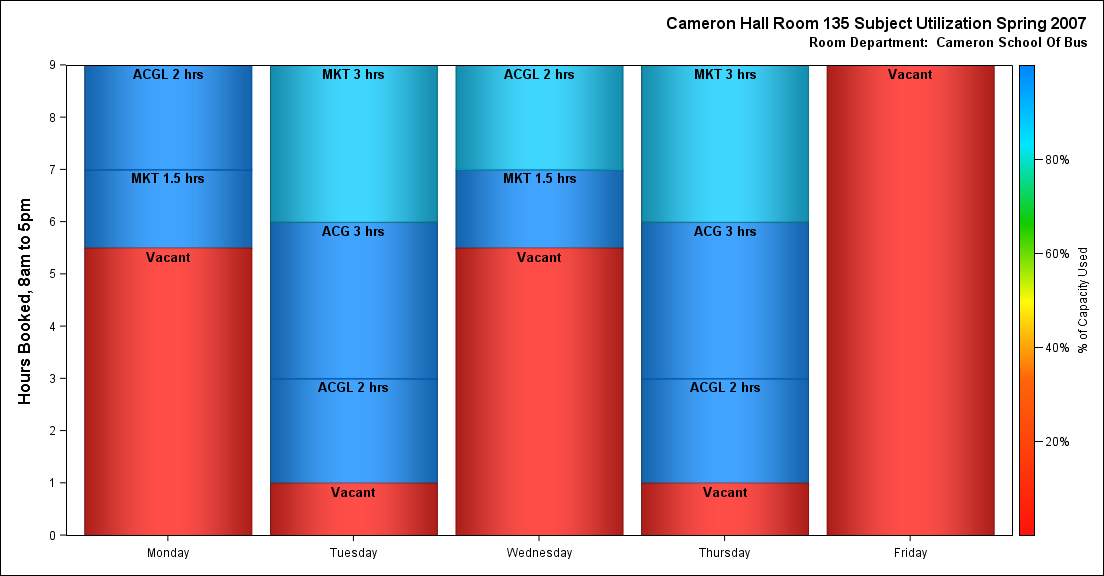 Cameron Hall Room 135 Subject Utilization Spring 2007
Room Department:  Cameron School Of Bus
Hours Booked, 8am to 5pm
9
8
7
6
5
4
3
2
1
0
ACGL 2 hrs
MKT 1.5 hrs
Vacant
MKT 3 hrs
ACG 3 hrs
ACGL 2 hrs
Vacant
ACGL 2 hrs
MKT 1.5 hrs
Vacant
MKT 3 hrs
ACG 3 hrs
ACGL 2 hrs
Vacant
Vacant
Monday
Tuesday
Wednesday
Thursday
Friday
80%
60%
40%
20%
% of Capacity Used